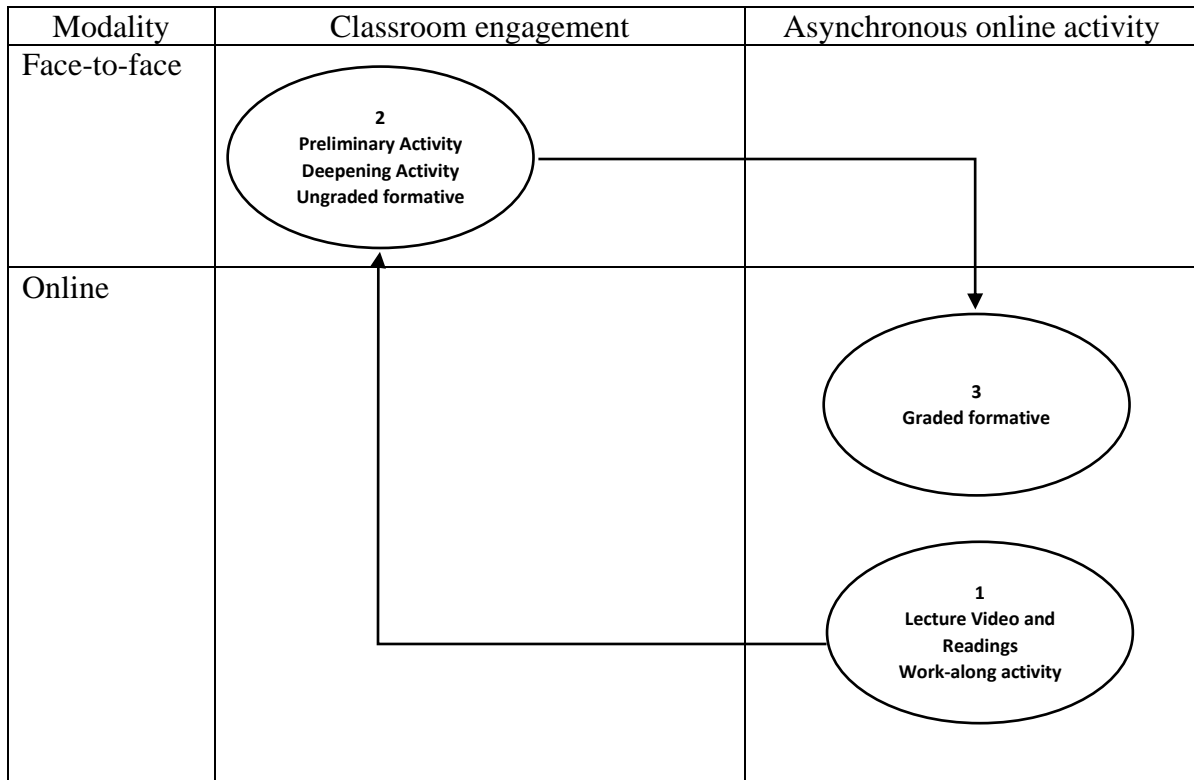 Modality
Classroom engagement
Asynchronous online activity
Face-to-face
2
Preliminary Activity
Deepening Activity
Ungraded formative
Online
3
Graded formative
1
Lecture Video and
Readings
Work-along activity